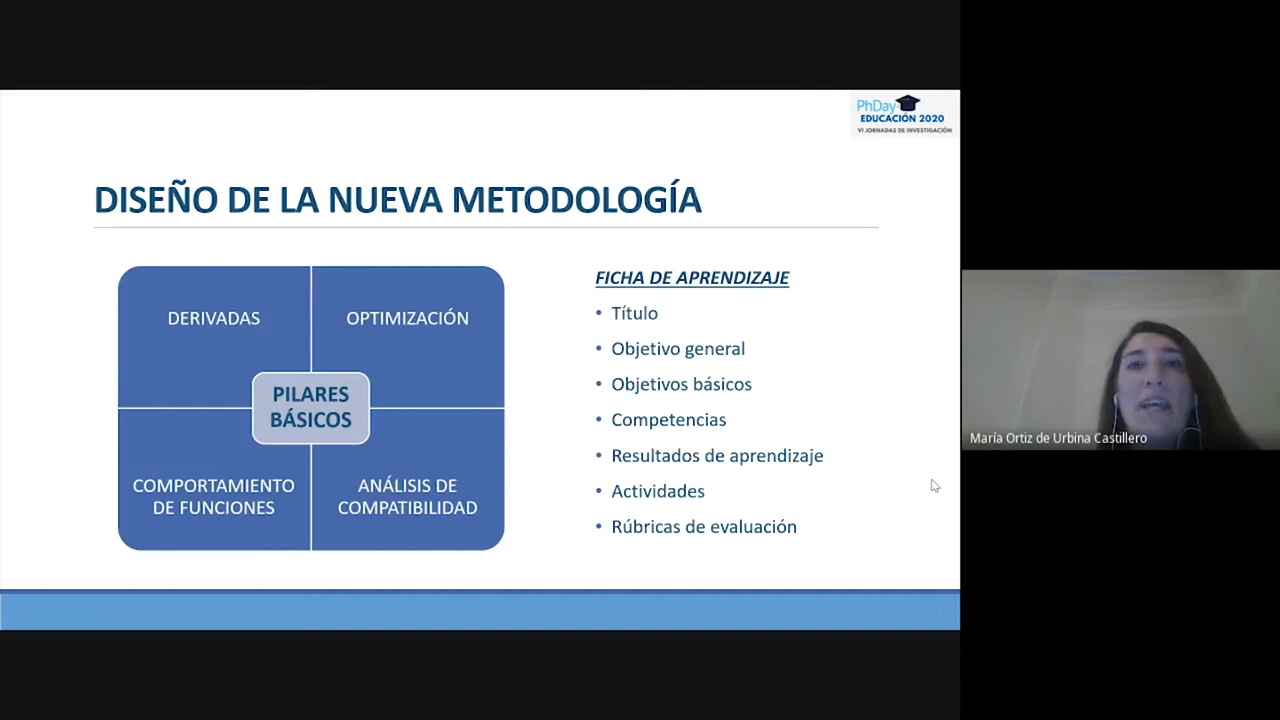 PhDay
EDUCACIÓN 2020
VI JORNADAS DE INVESTIGACIÓN
DISEÑO DE LA NUEVA METODOLOGÍA
DERIVADAS
OPTIMIZACIÓN
PILARES
BÁSICOS
COMPORTAMIENTO
DE FUNCIONES
ANÁLISIS DE
COMPATIBILIDAD
FICHA DE APRENDIZAJE
• Título
• Objetivo general
• Objetivos básicos
• Competencias
• Resultados de aprendizaje
• Actividades
• Rúbricas de evaluación
María Ortiz de Urbina Castillero